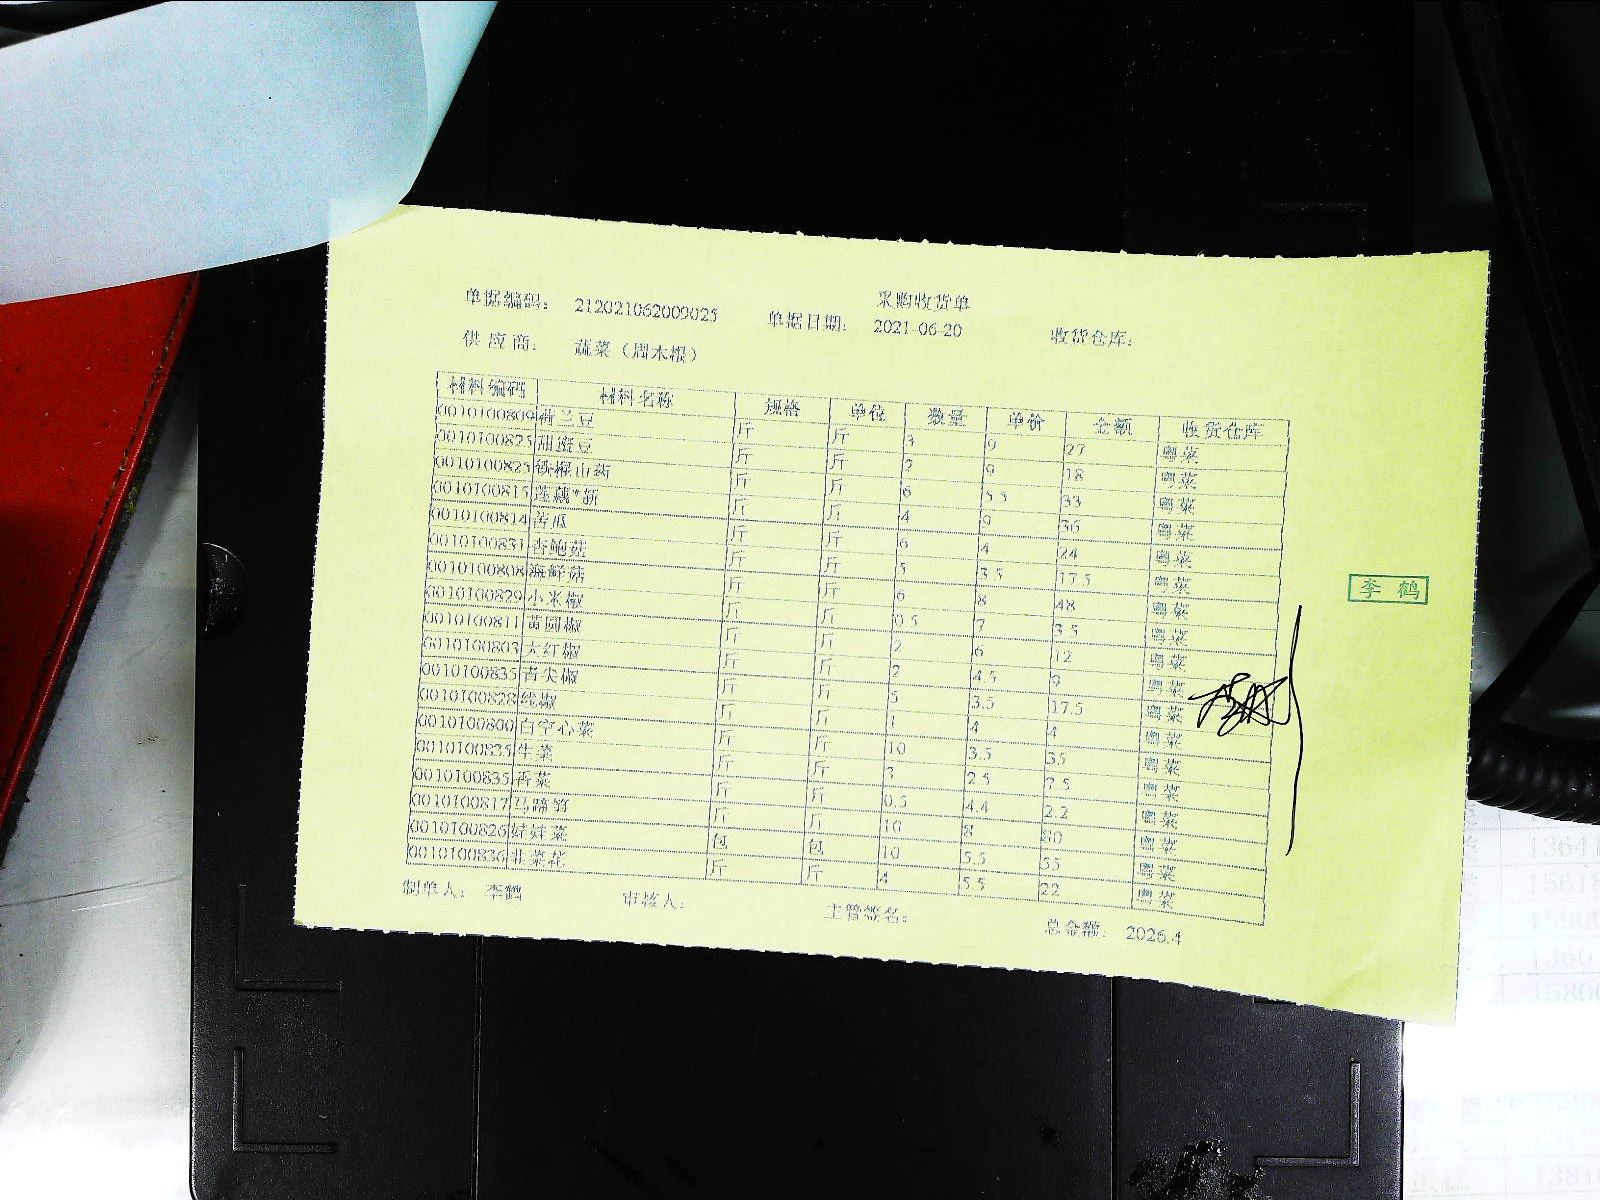 采购收货单
单据编码： 212021062009025 单据日期： 2021-06-20 收货仓库：
供应商： 蔬菜（周木根）
材料编码 材料名称 规格 单位 数量 单价 金额 收货仓库
0010100809 荷兰豆 斤 斤 3 9 27 粤菜
0010100825 甜蜜豆 斤 斤 2 9 18 粤菜
0010100825 铁棍山药 斤 斤 6 5.5 33 粤菜
0010100815 莲藕*新 斤 斤 4 9 36 粤菜
0010100814 苦瓜 斤 斤 6 4 24 粤菜
0010100831 杏鲍菇 斤 斤 5 3.5 17.5 粤菜
0010100808 海鲜菇 斤 斤 6 8 48 粤菜
0010100829 小米椒 斤 斤 0.5 7 3.5 粤菜
0010100811 黄圆椒 斤 斤 2 6 12 粤菜
0010100803 大红椒 斤 斤 2 4.5 9 粤菜
0010100835 青尖椒 斤 斤 5 3.5 17.5 粤菜
0010100828 线椒 斤 斤 1 4 4 粤菜
0010100800 白空心菜 斤 斤 10 3.5 35 粤菜
0010100835 生菜 斤 斤 3 2.5 7.5 粤菜
0010100835 香菜 斤 斤 0.5 4.4 2.2 粤菜
0010100817 马蹄笋 斤 斤 10 8 80 粤菜
0010100826 娃娃菜 包 包 10 5.5 55 粤菜
0010100836 韭菜花 斤 斤 4 5.5 22 粤菜
制单人： 李鹤 审核人： 主管签名： 总金额： 2026.4
李鹤